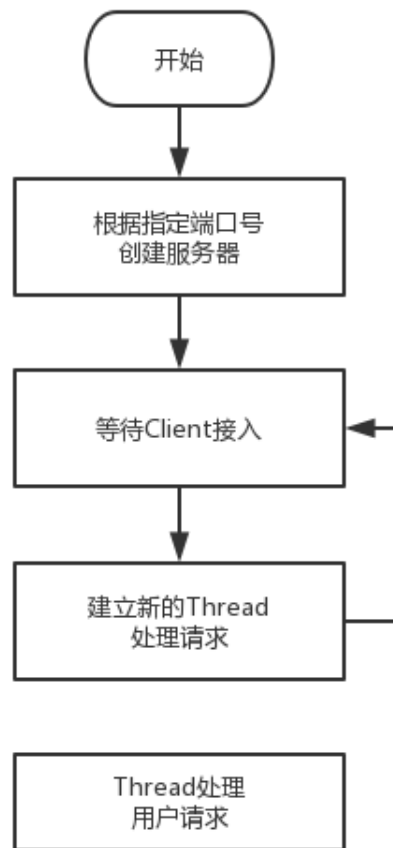 开始
根据指定端口号
创建服务器
等待Client接入
建立新的Thread
处理请求
Thread处理
用户请求